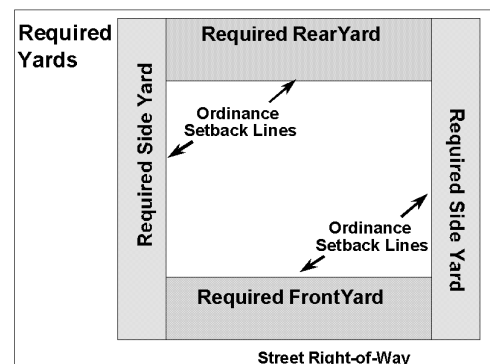 Required
Yards
Required RearYard
Required Side Yard
Ordinance
Setback Lines
Required Side Yard
Ordinance
Setback Lines
Required FrontYard
Street Right-of-Way